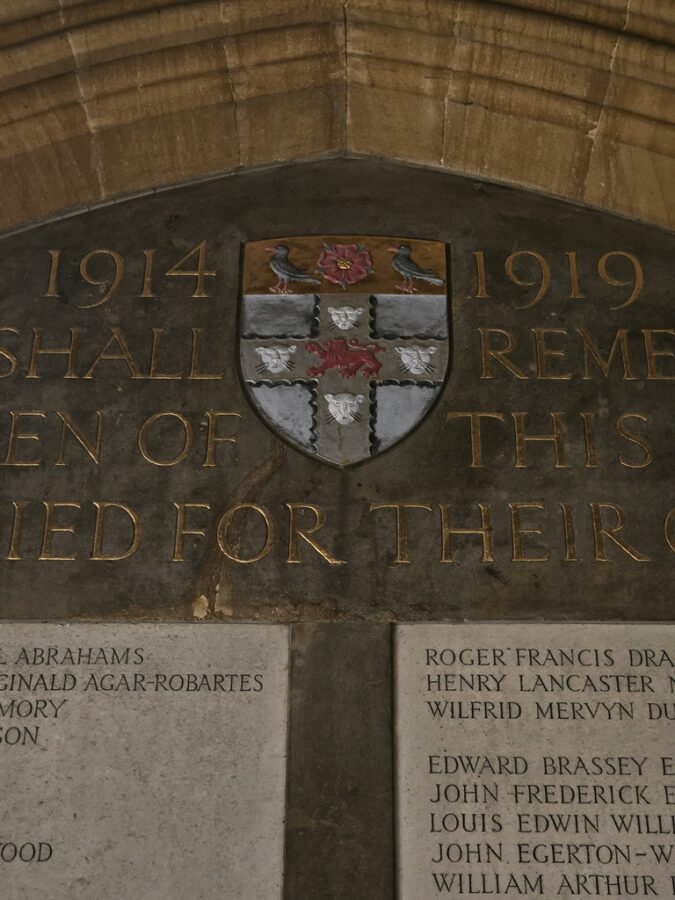 1914 1919
SHALL REME
EN OF THIS
IED FOR THEIR
ABRAHAMS
GINALD AGAR-ROBARTES
MORY
SON
OOD
ROGER FRANCIS DRA
HENRY LANCASTER
WILFRID MERVYN DU
EDWARD BRASSEY E
JOHN FREDERICK E
LOUIS EDWIN WILL
JOHN EGERTON-W
WILLIAM ARTHUR